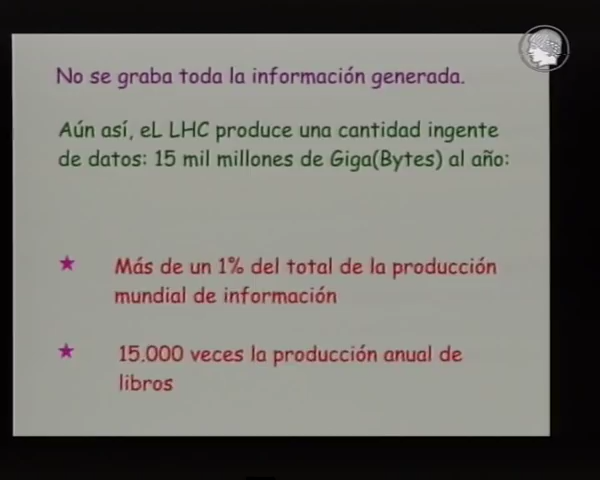 No se graba toda la información generada.
Aún así, eL LHC produce una cantidad ingente
de datos: 15 mil millones de Giga(Bytes) al año:
Más de un 1% del total de la producción
mundial de información
15.000 veces la producción anual de
libros